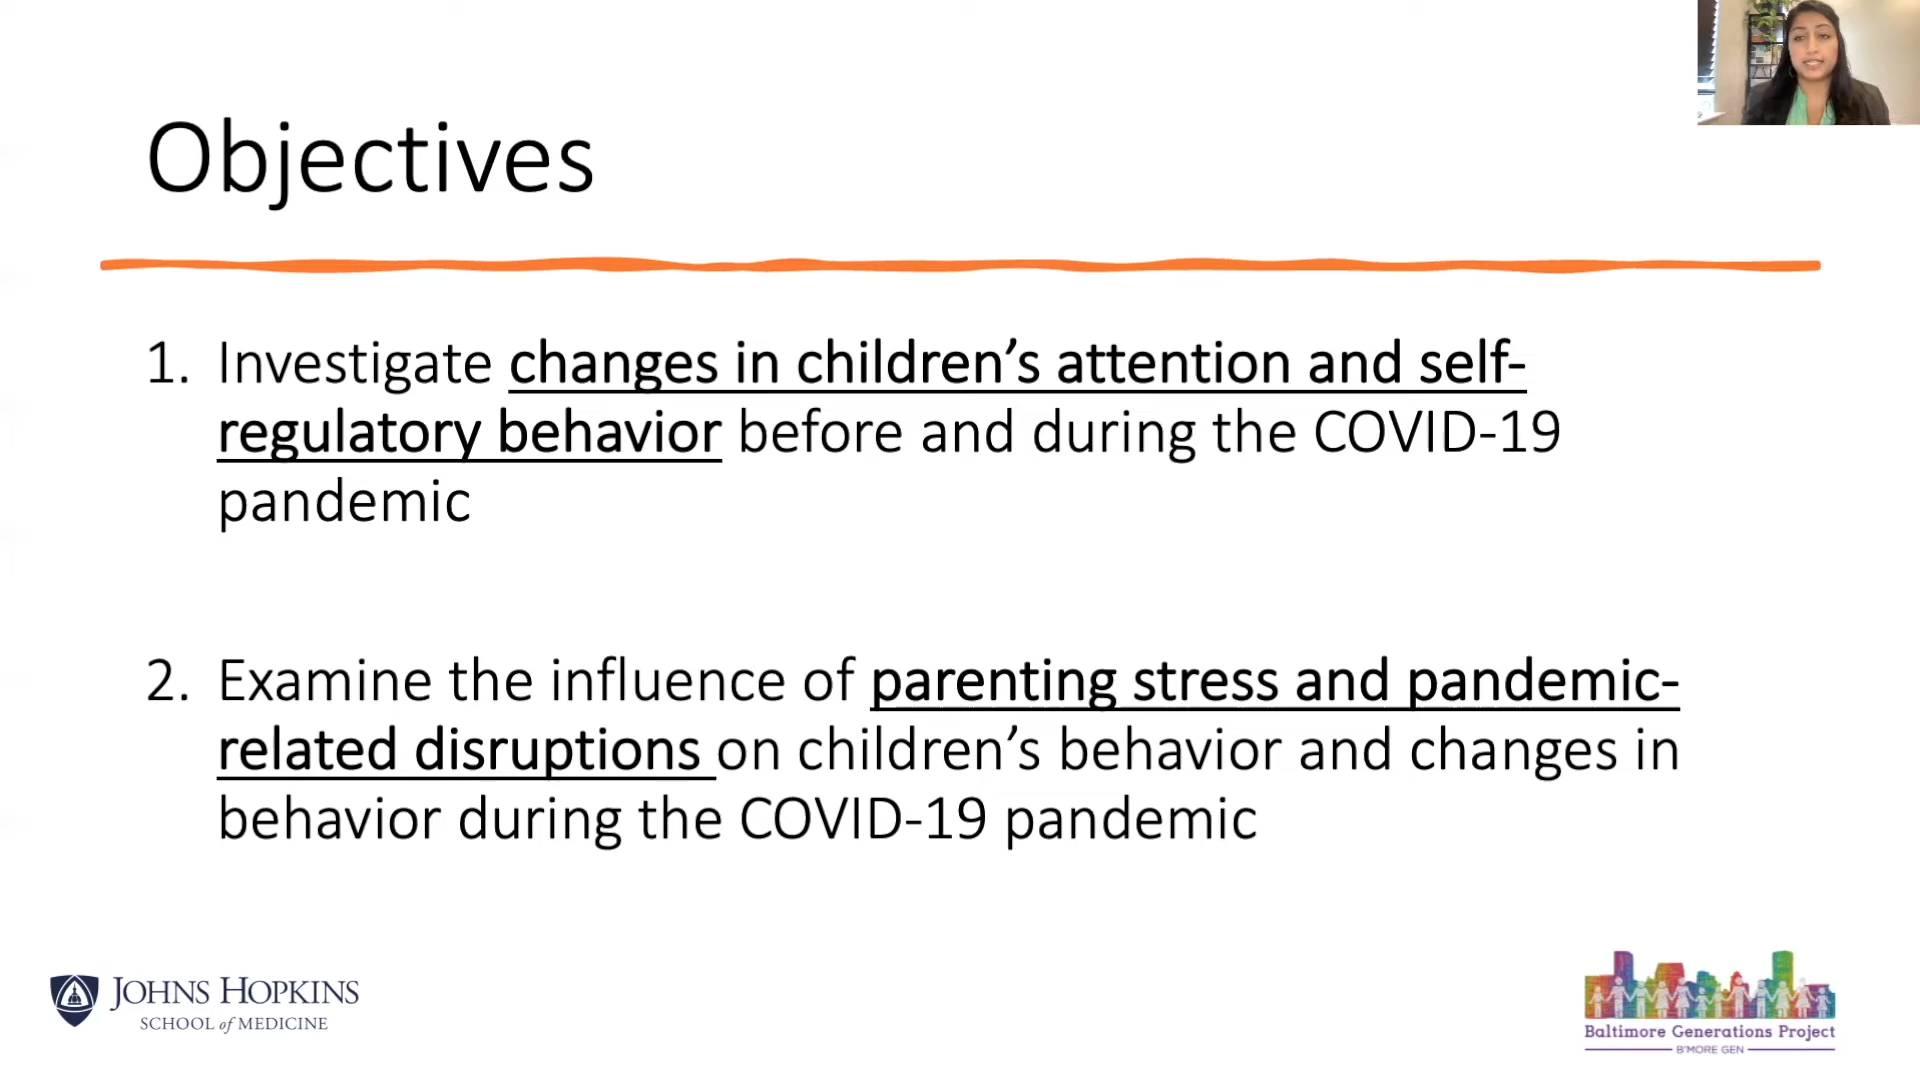 Objectives
1. Investigate changes in children’s attention and self-
regulatory behavior before and during the COVID-19
pandemic
2. Examine the influence of parenting stress and pandemic-
related disruptions on children’s behavior and changes in
behavior during the COVID-19 pandemic
JOHNS HOPKINS
SCHOOL of MEDICINE
Baltimore Generations Project
B'MORE GEN